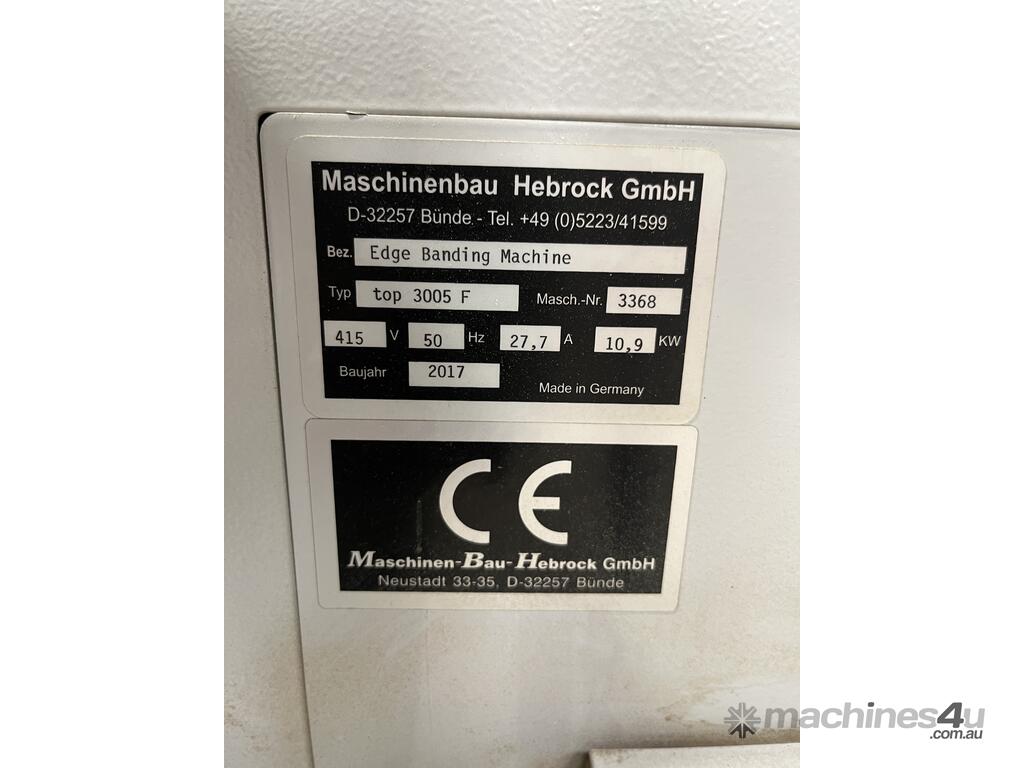 Maschinenbau Hebrock GmbH
D-32257 Bünde - Tel. +49 (0)5223/41599
Bez. Edge Banding Machine
Typ top 3005 F Masch.-Nr. 3368
415 V 50 Hz 27,7 A 10,9 KW
Baujahr 2017 Made in Germany
CE
Maschinen-Bau-Hebrock GmbH
Neustadt 33-35, D-32257 Bünde
machines4u
.com.au